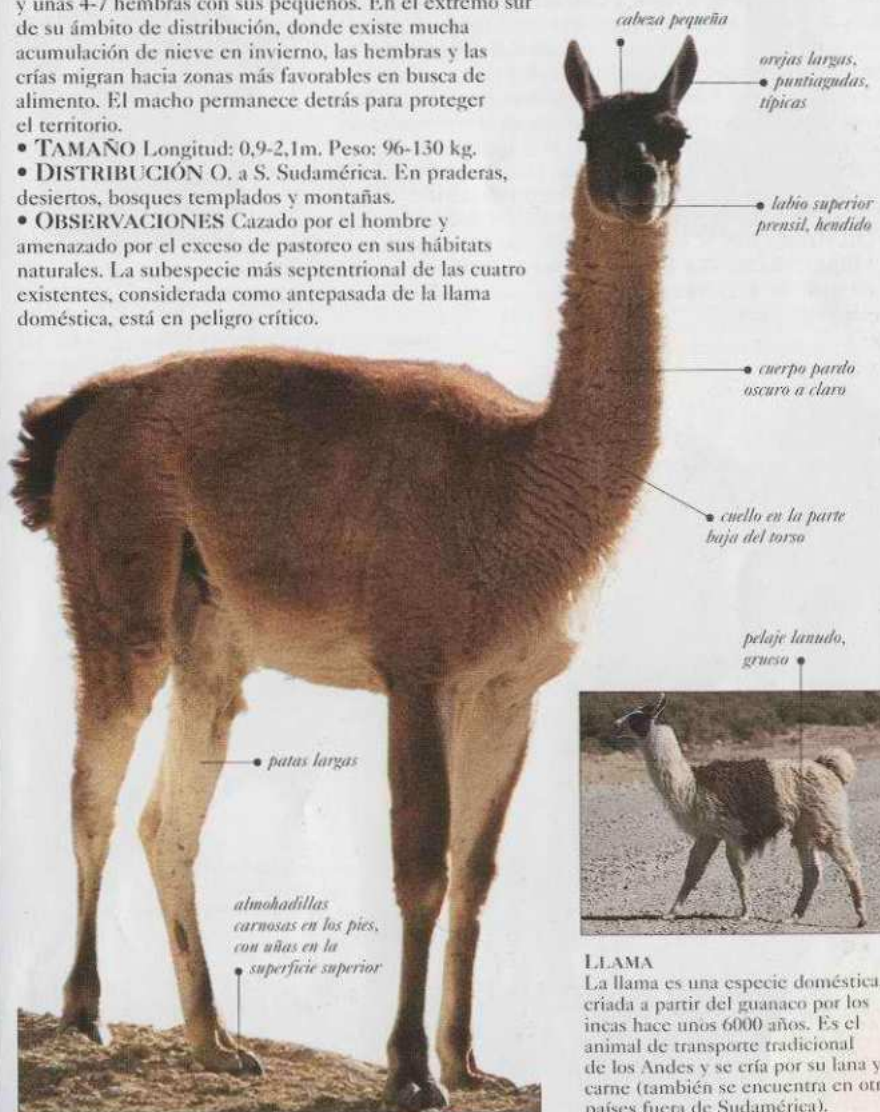 y unas 4-7 hembras con sus pequeños. En el extremo sur
de su ámbito de distribución, donde existe mucha
acumulación de nieve en invierno, las hembras y las
crías migran hacia zonas más favorables en busca de
alimento. El macho permanece detrás para proteger
el territorio.
• TAMAÑO Longitud: 0,9-2,1m. Peso: 96-130 kg.
• DISTRIBUCIÓN O. a S. Sudamérica. En praderas,
desiertos, bosques templados y montañas.
• OBSERVACIONES Cazado por el hombre y
amenazado por el exceso de pastoreo en sus hábitats
naturales. La subespecie más septentrional de las cuatro
existentes, considerada como antepasada de la llama
doméstica, está en peligro crítico.
cabeza pequeña
orejas largas,
puntiagudas,
típicas
labio superior
prensil, hendido
cuerpo pardo
oscuro a claro
cuello en la parte
baja del torso
pelaje lanudo,
grueso
patas largas
almohadillas
carnosas en los pies,
con uñas en la
superficie superior
LLAMA
La llama es una especie doméstica
criada a partir del guanaco por los
incas hace unos 6000 años. Es el
animal de transporte tradicional
de los Andes y se cría por su lana y
carne (también se encuentra en
países fuera de Sudamérica).